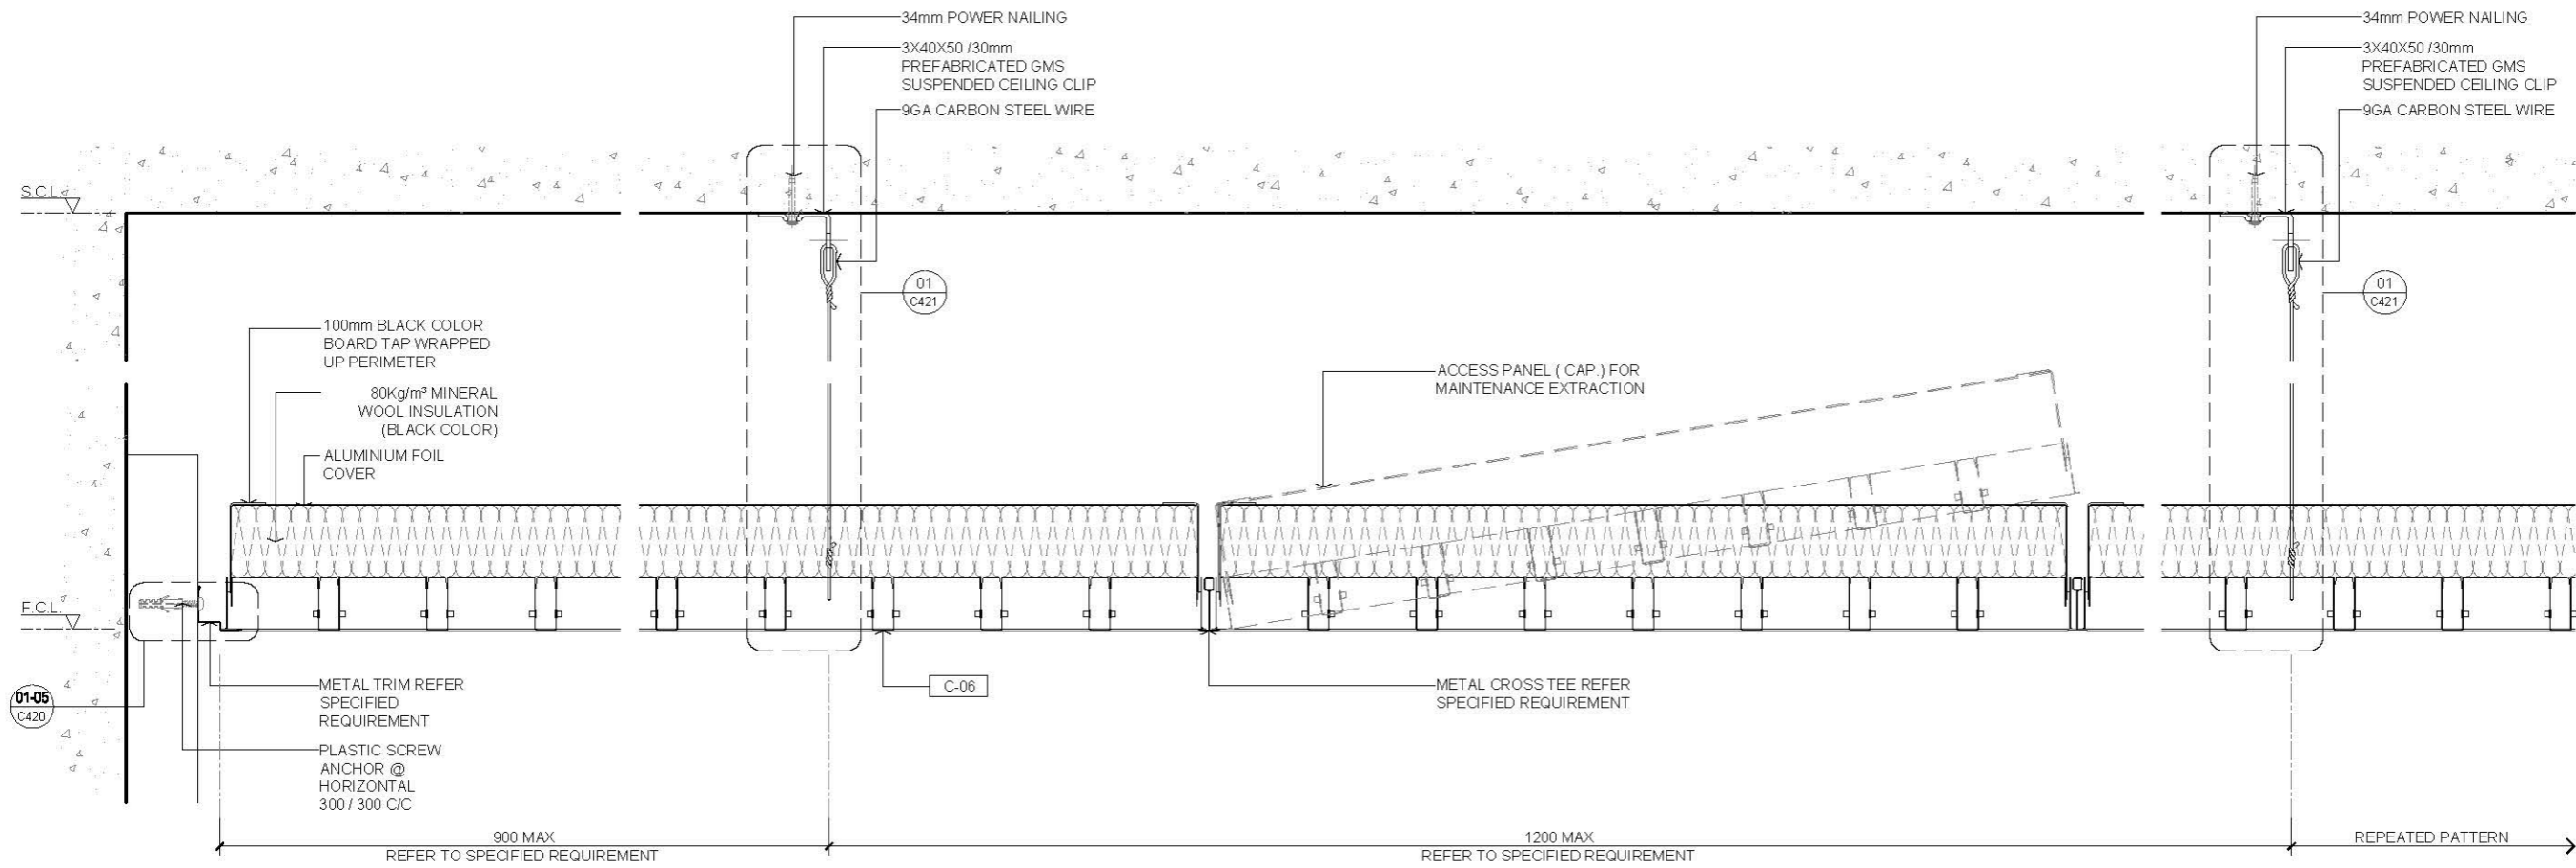 34mm POWER NAILING
3X40X50 /30mm
PREFABRICATED GMS
SUSPENDED CEILING CLIP
9GA CARBON STEEL WIRE
34mm POWER NAILING
3X40X50 /30mm
PREFABRICATED GMS
SUSPENDED CEILING CLIP
9GA CARBON STEEL WIRE
S.C.L.
01
C421
01
C421
100mm BLACK COLOR
BOARD TAP WRAPPED
UP PERIMETER
80Kg/m³ MINERAL
WOOL INSULATION
(BLACK COLOR)
ALUMINIUM FOIL
COVER
ACCESS PANEL ( CAP.) FOR
MAINTENANCE EXTRACTION
F.C.L.
01-05
C420
METAL TRIM REFER
SPECIFIED
REQUIREMENT
PLASTIC SCREW
ANCHOR @
HORIZONTAL
300 / 300 C/C
C-06
METAL CROSS TEE REFER
SPECIFIED REQUIREMENT
900 MAX
REFER TO SPECIFIED REQUIREMENT
1200 MAX
REFER TO SPECIFIED REQUIREMENT
REPEATED PATTERN